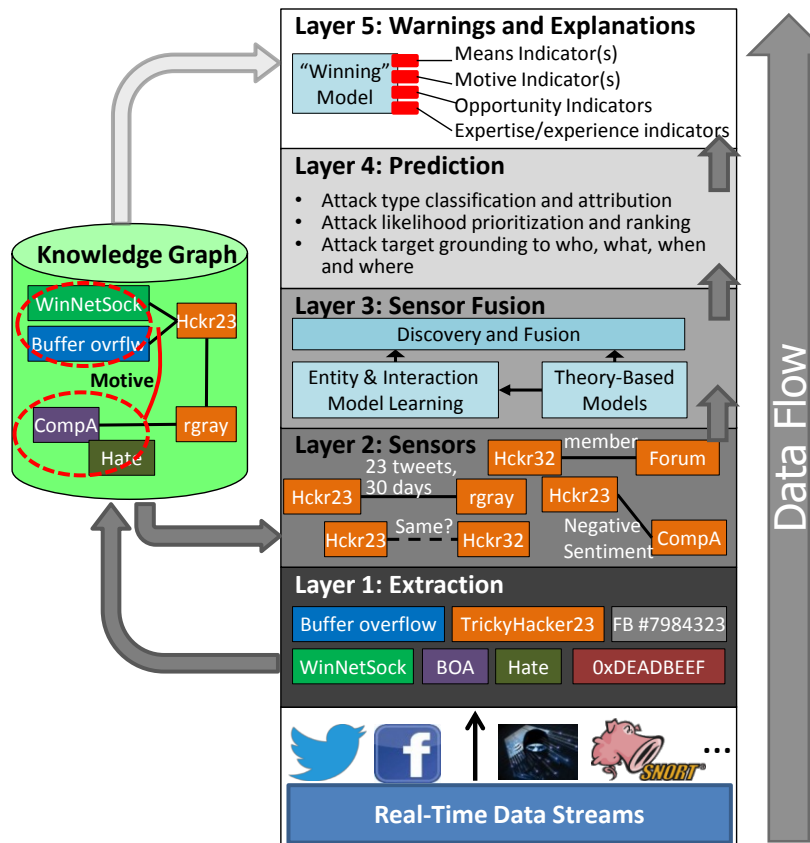 Layer 5: Warnings and Explanations
"Winning"
Model
Means Indicator(s)
Motive Indicator(s)
Opportunity Indicators
Expertise/experience indicators
Layer 4: Prediction
• Attack type classification and attribution
• Attack likelihood prioritization and ranking
• Attack target grounding to who, what, when
and where
Knowledge Graph
WinNetSock
Hckr23
Buffer ovrflw
Motive
CompA
rgray
Hate
Layer 3: Sensor Fusion
Discovery and Fusion
Entity & Interaction
Model Learning
Theory-Based
Models
Layer 2: Sensors
Hckr32
member
Forum
23 tweets,
30 days
Hckr23
rgray
Hckr23
Same?
Hckr23
Hckr32
Negative
Sentiment
CompA
Layer 1: Extraction
Buffer overflow
TrickyHacker23
FB #7984323
WinNetSock
BOA
Hate
0xDEADBEEF
f
SNORT®
...
Real-Time Data Streams
Data Flow